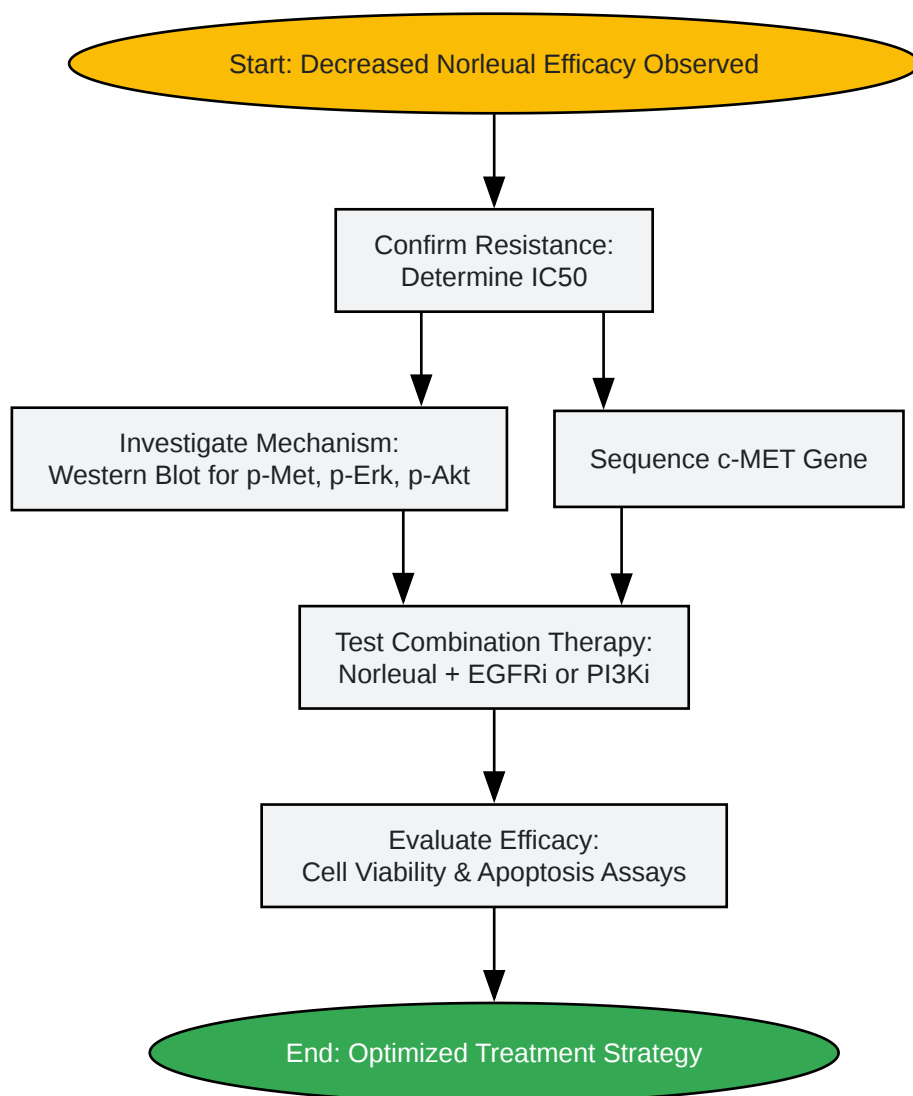 Start: Decreased Norleual Efficacy Observed
Confirm Resistance:
Determine IC50
Investigate Mechanism:
Western Blot for p-Met, p-Erk, p-Akt
Sequence c-MET Gene
Test Combination Therapy:
Norleual + EGFRi or PI3Ki
Evaluate Efficacy:
Cell Viability & Apoptosis Assays
End: Optimized Treatment Strategy